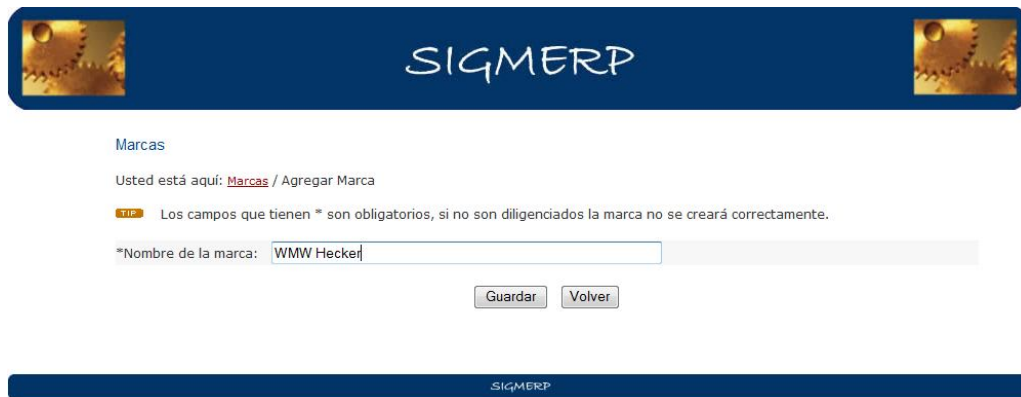 SIGMERP
Marcas
Usted está aquí: Marcas / Agregar Marca
TIP Los campos que tienen * son obligatorios, si no son diligenciados la marca no se creará correctamente.
*Nombre de la marca: WMW Hecker
Guardar Volver
SIGMERP